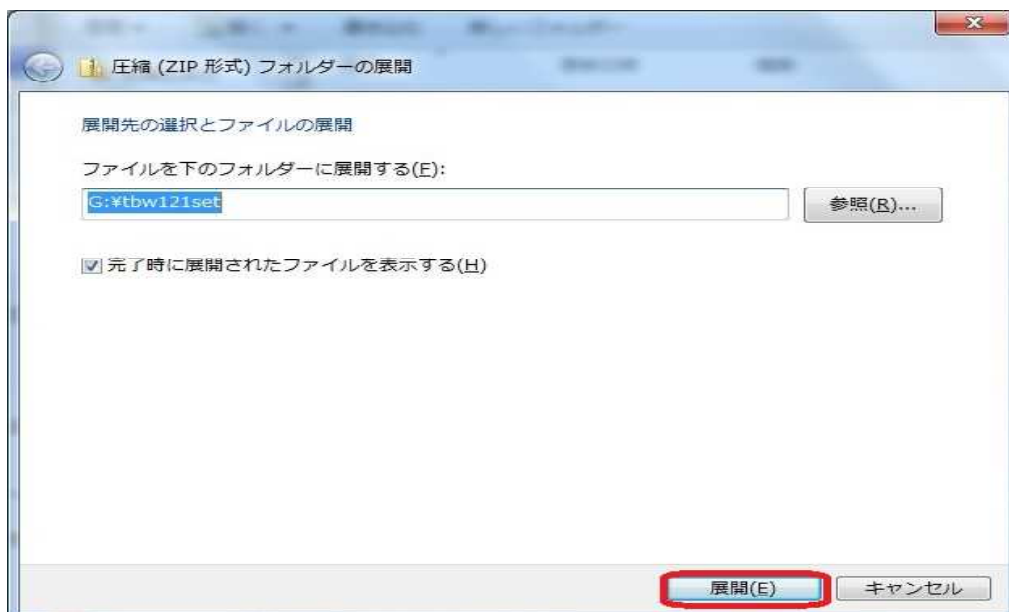 圧縮 (ZIP 形式) フォルダーの展開
展開先の選択とファイルの展開
ファイルを下のフォルダーに展開する(F):
G:¥tbw121set
参照(R)...
完了時に展開されたファイルを表示する(H)
展開(E)
キャンセル